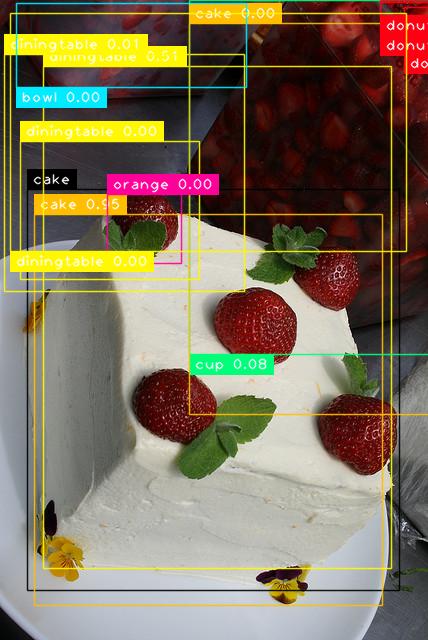 cake 0.00
donu
diningtable 0.01
donu
diningtable 0.51
do
bowl 0.00
diningtable 0.00
cake
orange 0.00
cake 0.95
diningtable 0.00
cup 0.08